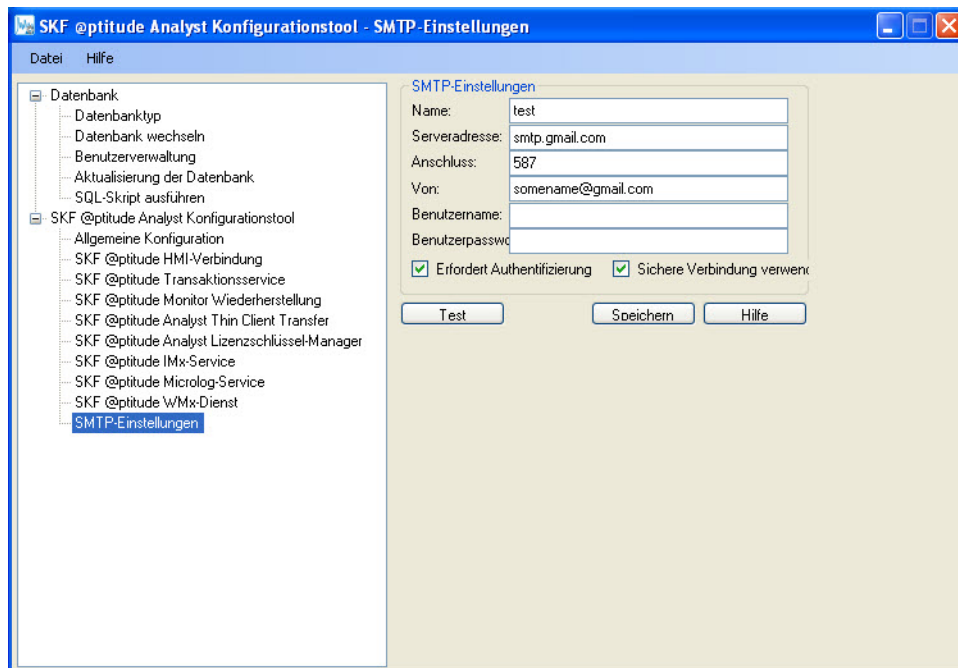 SKF @ptitude Analyst Konfigurationstool - SMTP-Einstellungen
Datei Hilfe
Datenbank
Datenbanktyp
Datenbank wechseln
Benutzerverwaltung
Aktualisierung der Datenbank
SQL-Skript ausführen
SKF @ptitude Analyst Konfigurationstool
Allgemeine Konfiguration
SKF @ptitude HMI-Verbindung
SKF @ptitude Transaktionsservice
SKF @ptitude Monitor Wiederherstellung
SKF @ptitude Analyst Thin Client Transfer
SKF @ptitude Analyst Lizenzschlüssel-Manager
SKF @ptitude IMx-Service
SKF @ptitude Microlog-Service
SKF @ptitude WMx-Dienst
SMTP-Einstellungen
SMTP-Einstellungen
Name: test
Serveradresse: smtp.gmail.com
Anschluss: 587
Von: somename@gmail.com
Benutzername:
Benutzerpasswo
Erfordert Authentifizierung Sichere Verbindung verwend
Test Speichern Hilfe